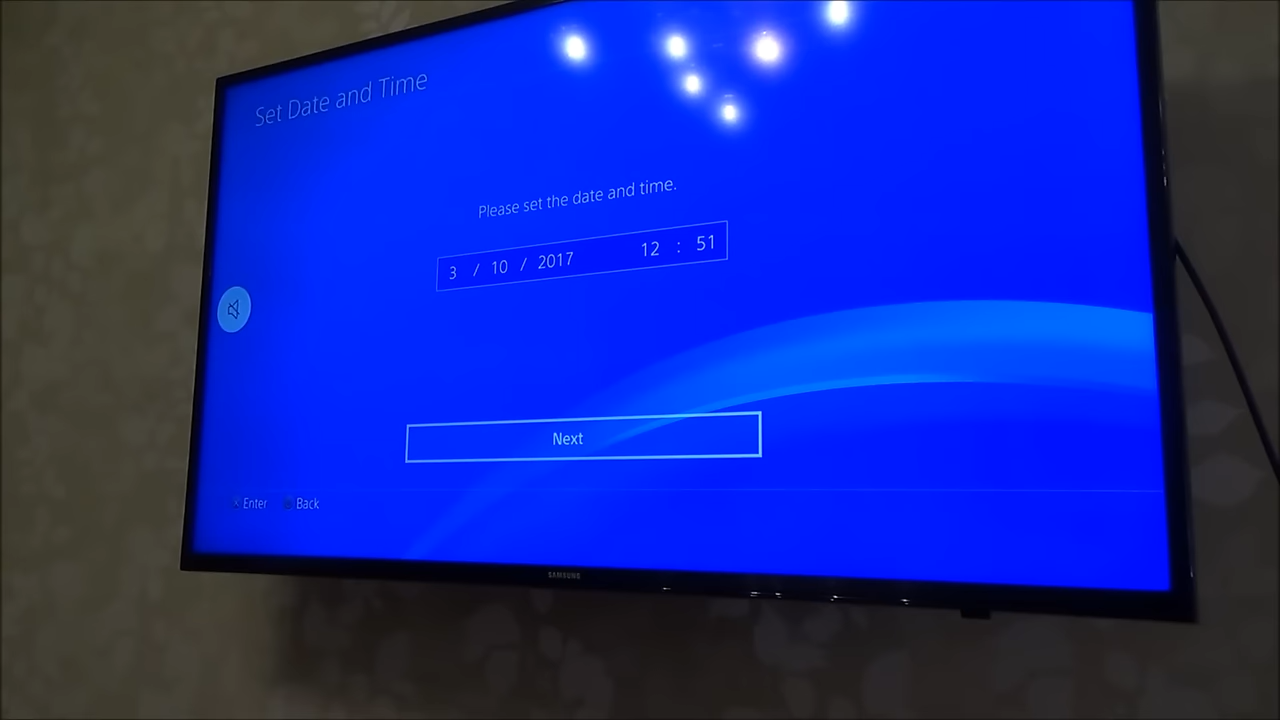 Set Date and Time
Please set the date and time.
3 / 10 / 2017 12 : 51
Next
Enter Back
SAMSUNG